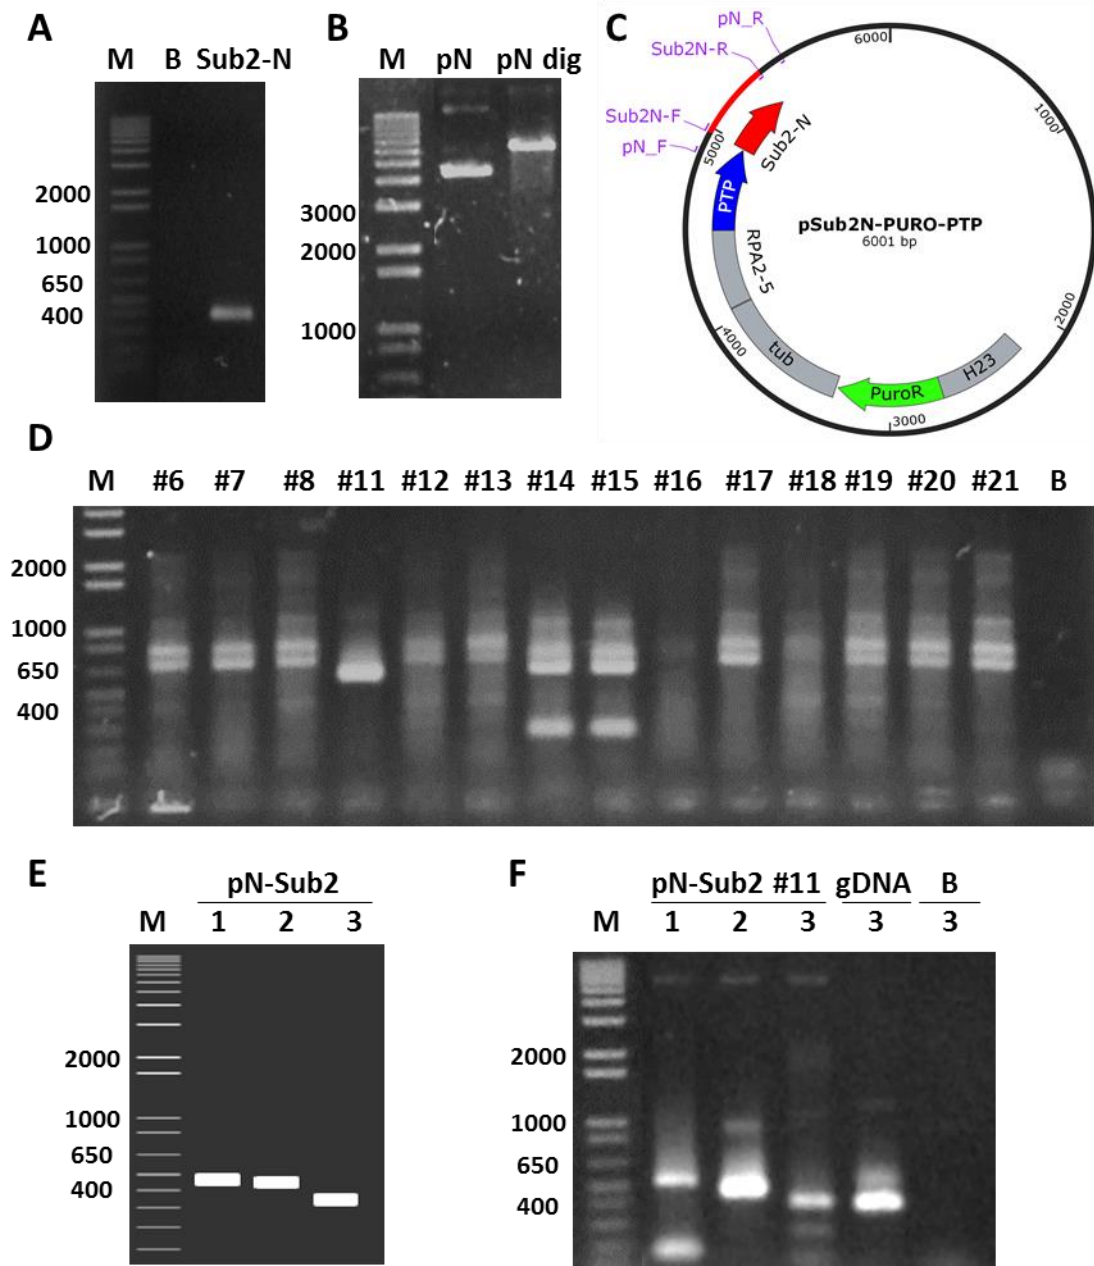 A
M B Sub2-N
2000
1000
650
400
B
M pN pN dig
3000
2000
1000
C
pN_R
Sub2N-R
Sub2N-F
pN_F
6000
1000
2000
3000
4000
5000
Sub2-N
PTP
RPA2-5
tub
PuroR
H23
pSub2N-PURO-PTP
6001 bp
D
M #6 #7 #8 #11 #12 #13 #14 #15 #16 #17 #18 #19 #20 #21 B
2000
1000
650
400
E
pN-Sub2
M 1 2 3
2000
1000
650
400
F
pN-Sub2 #11 gDNA B
M 1 2 3 3 3
2000
1000
650
400